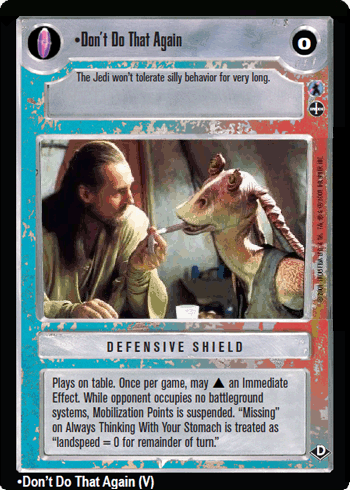 •Don't Do That Again
0
The Jedi won't tolerate silly behavior for very long.
DEFENSIVE SHIELD
Plays on table. Once per game, may ▲ an Immediate
Effect. While opponent occupies no battleground
systems, Mobilization Points is suspended. “Missing”
on Always Thinking With Your Stomach is treated as
“landspeed = 0 for remainder of turn.”
D
•Don't Do That Again (V)